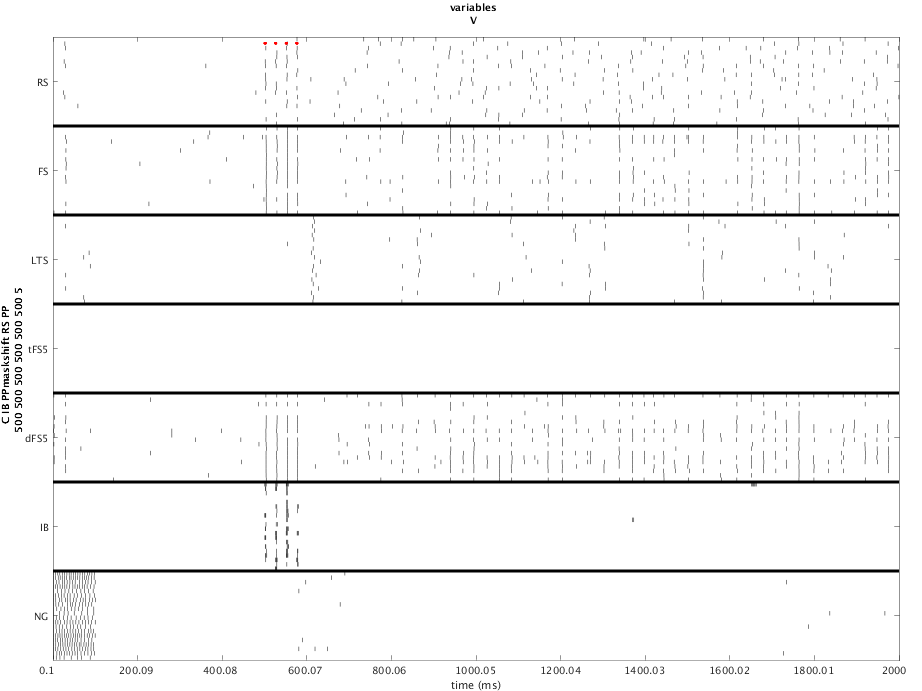 variables
V
RS
FS
LTS
tFS5
dFS5
IB
NG
C IB PPmaskshift RS PP
500 500 500 500 500 500 5
0.1 200.09 400.08 600.07 800.06 1000.05 1200.04 1400.03 1600.02 1800.01 2000
time (ms)